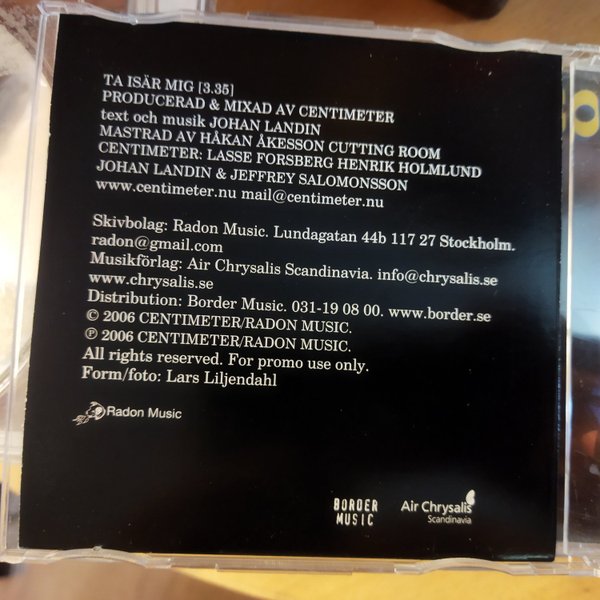 TA ISÄR MIG [3.35]
PRODUCERAD & MIXAD AV CENTIMETER
text och musik JOHAN LANDIN
MASTRAD AV HÅKAN ÅKESSON CUTTING ROOM
CENTIMETER: LASSE FORSBERG HENRIK HOLMLUND
JOHAN LANDIN & JEFFREY SALOMONSSON
www.centimeter.nu mail@centimeter.nu
Skivbolag: Radon Music. Lundagatan 44b 117 27 Stockholm.
radon@gmail.com
Musikförlag: Air Chrysalis Scandinavia. info@chrysalis.se
www.chrysalis.se
Distribution: Border Music. 031-19 08 00. www.border.se
© 2006 CENTIMETER/RADON MUSIC.
℗ 2006 CENTIMETER/RADON MUSIC.
All rights reserved. For promo use only.
Form/foto: Lars Liljendahl
Radon Music
BORDER
MUSIC
Air Chrysalis
Scandinavia